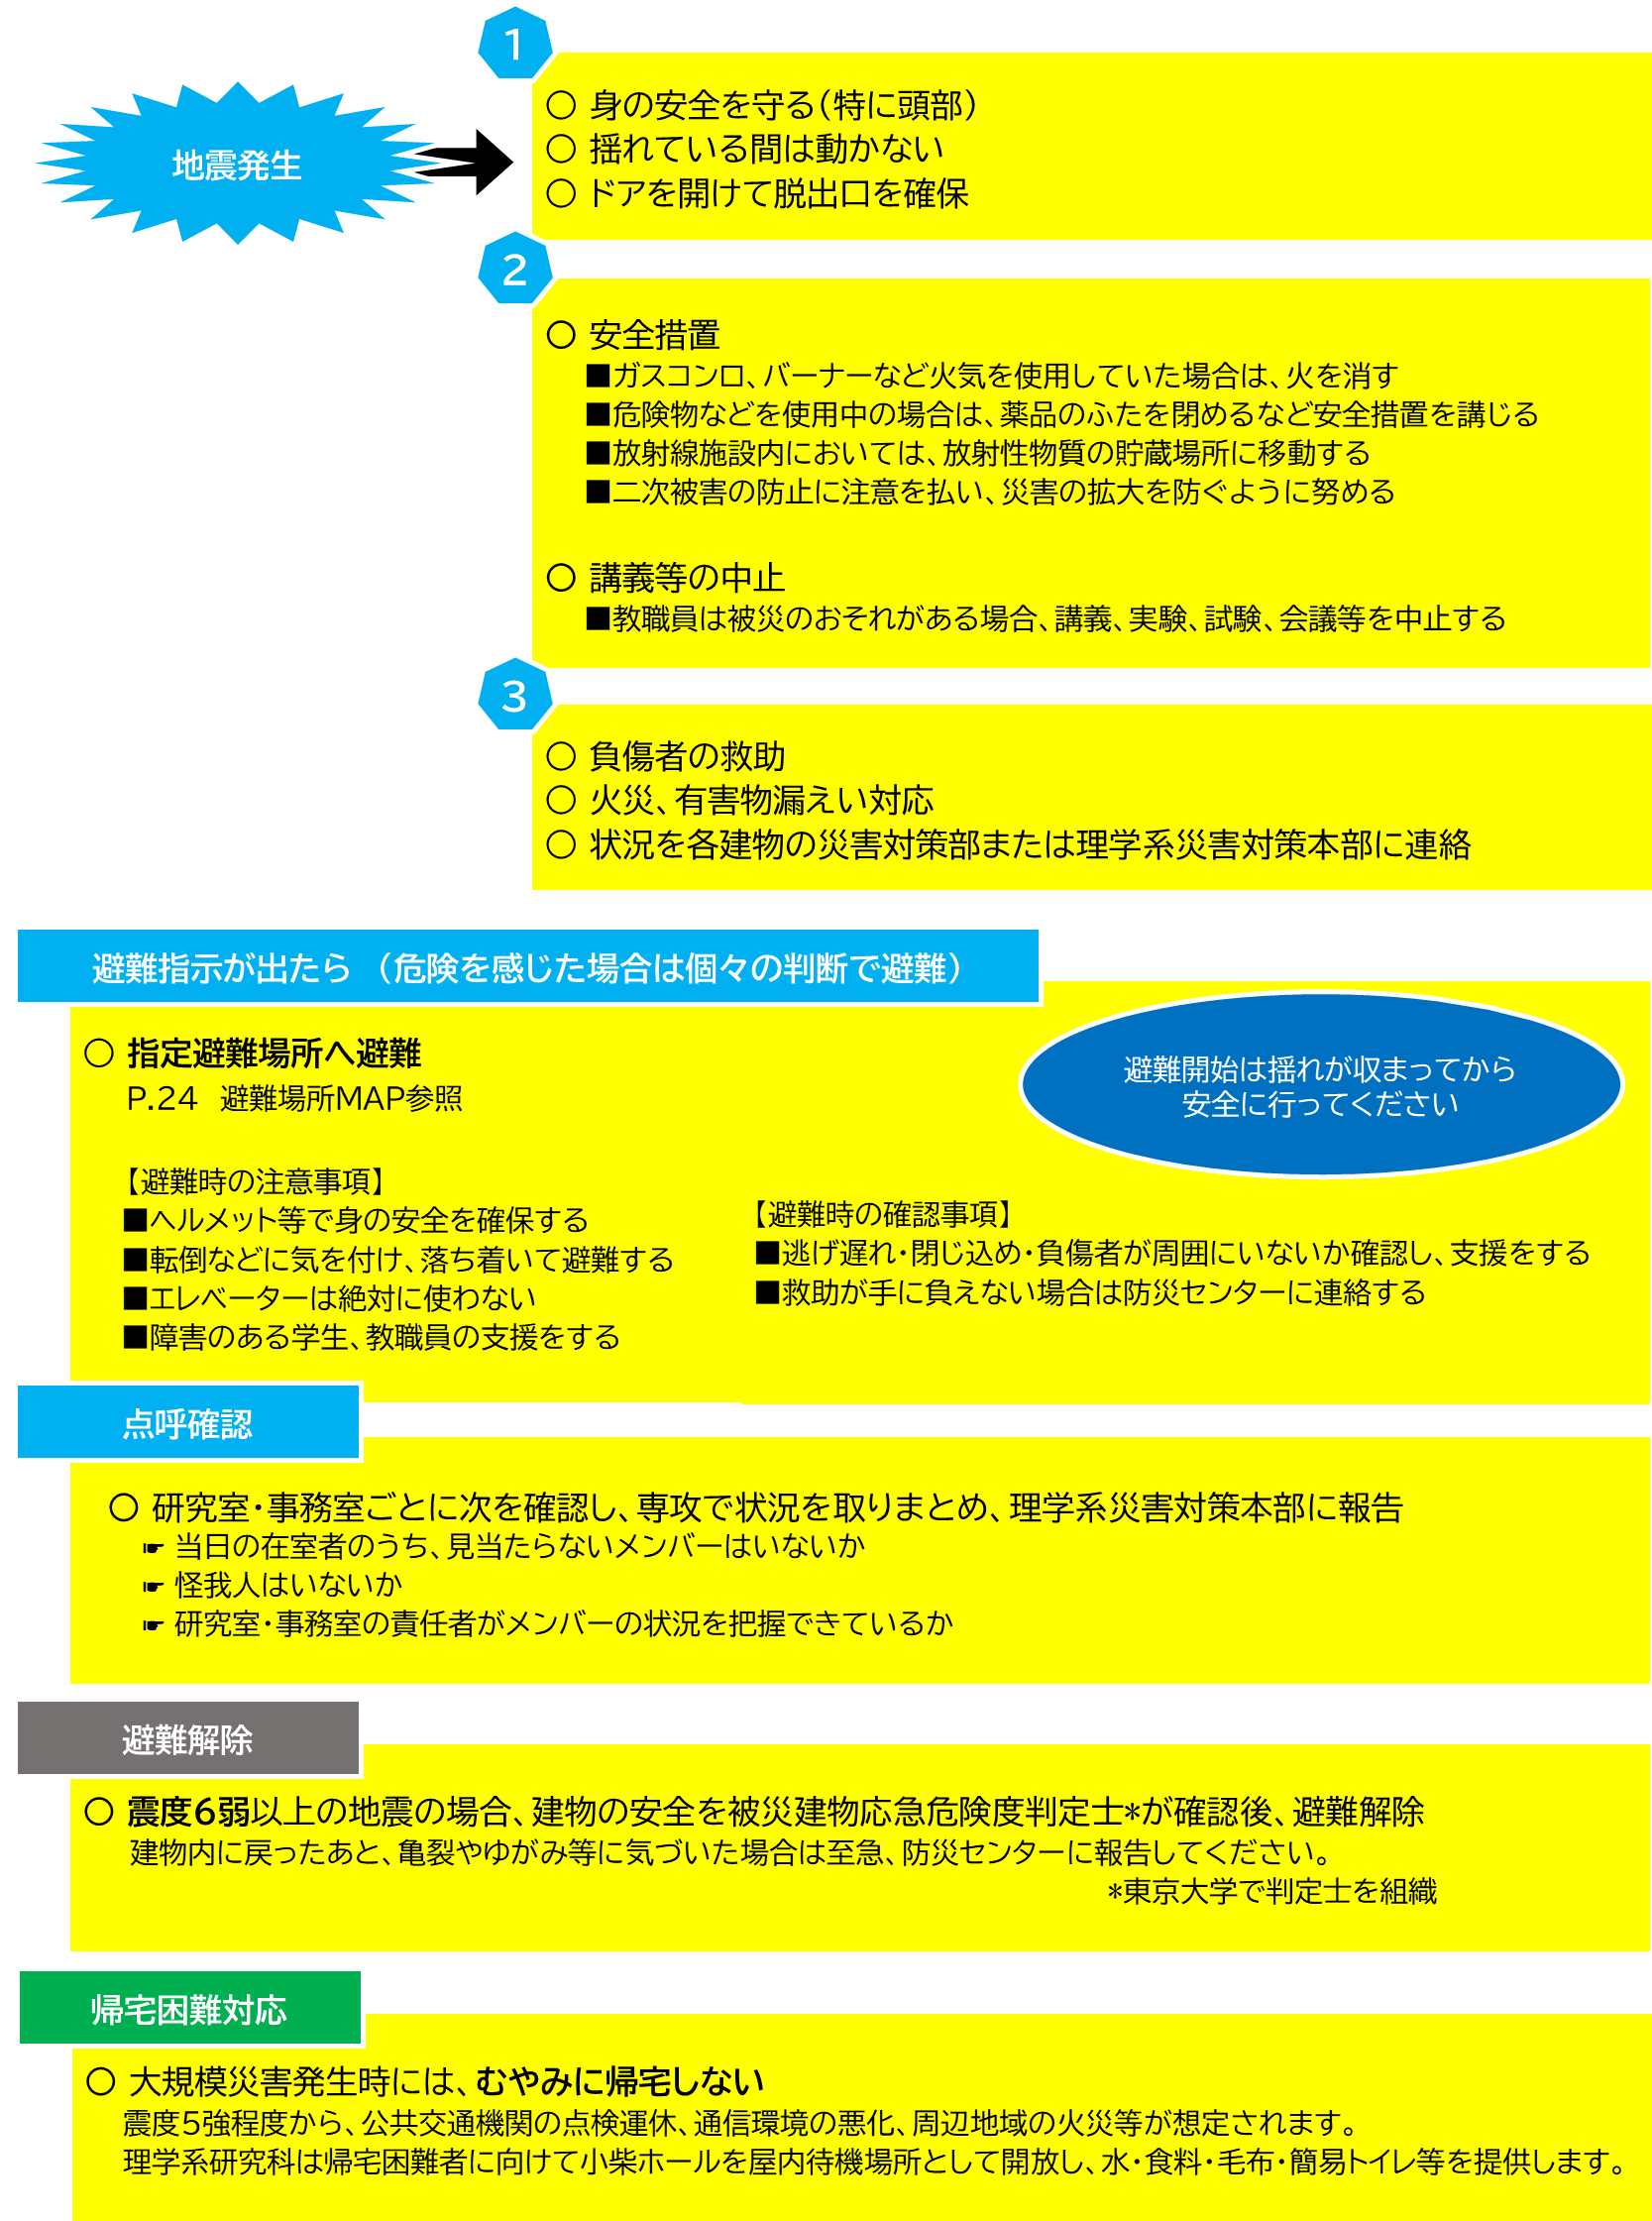 地震発生
1
○ 身の安全を守る（特に頭部）
○ 揺れている間は動かない
○ ドアを開けて脱出口を確保
2
○ 安全措置
■ガスコンロ、バーナーなど火気を使用していた場合は、火を消す
■危険物などを使用中の場合は、薬品のふたを閉めるなど安全措置を講じる
■放射線施設内においては、放射性物質の貯蔵場所に移動する
■二次被害の防止に注意を払い、災害の拡大を防ぐように努める
○ 講義等の中止
■教職員は被災のおそれがある場合、講義、実験、試験、会議等を中止する
3
○ 負傷者の救助
○ 火災、有害物漏えい対応
○ 状況を各建物の災害対策部または理学系災害対策本部に連絡
避難指示が出たら （危険を感じた場合は個々の判断で避難）
○ 指定避難場所へ避難
P.24 避難場所MAP参照
避難開始は揺れが収まってから
安全に行ってください
【避難時の注意事項】
■ヘルメット等で身の安全を確保する
■転倒などに気を付け、落ち着いて避難する
■エレベーターは絶対に使わない
■障害のある学生、教職員の支援をする
【避難時の確認事項】
■逃げ遅れ・閉じ込め・負傷者が周囲にいないか確認し、支援をする
■救助が手に負えない場合は防災センターに連絡する
点呼確認
○ 研究室・事務室ごとに次を確認し、専攻で状況を取りまとめ、理学系災害対策本部に報告
☛ 当日の在室者のうち、見当たらないメンバーはいないか
☛ 怪我人はいないか
☛ 研究室・事務室の責任者がメンバーの状況を把握できているか
避難解除
○ 震度6弱以上の地震の場合、建物の安全を被災建物応急危険度判定士*が確認後、避難解除
建物内に戻ったあと、亀裂やゆがみ等に気づいた場合は至急、防災センターに報告してください。
*東京大学で判定士を組織
帰宅困難対応
○ 大規模災害発生時には、むやみに帰宅しない
震度5強程度から、公共交通機関の点検運休、通信環境の悪化、周辺地域の火災等が想定されます。
理学系研究科は帰宅困難者に向けて小柴ホールを屋内待機場所として開放し、水・食料・毛布・簡易トイレ等を提供します。